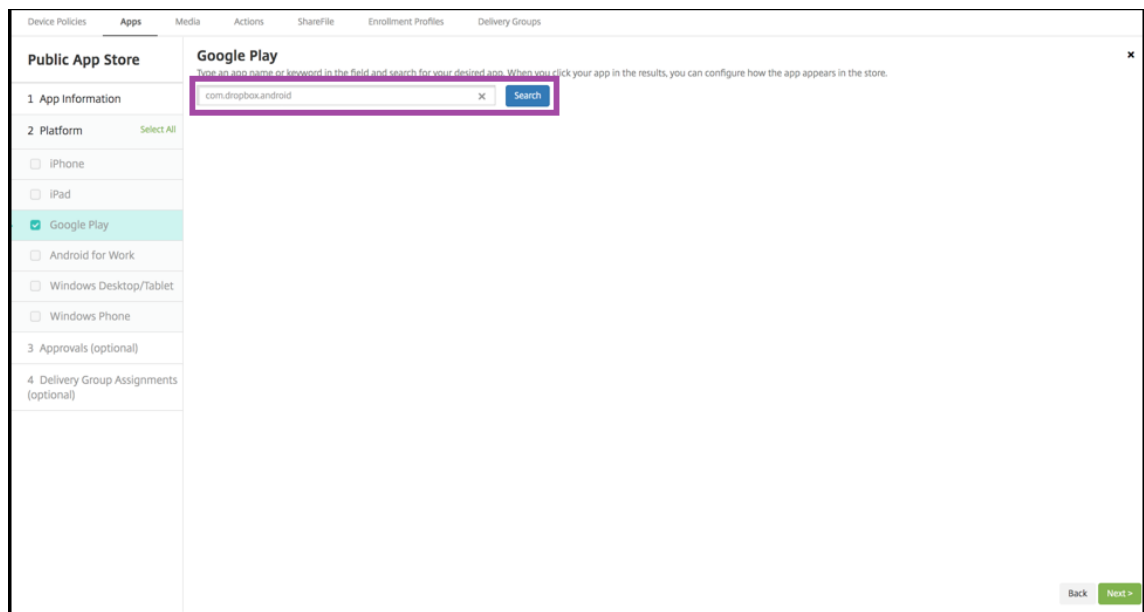 Device Policies Apps Media Actions ShareFile Enrollment Profiles Delivery Groups
Public App Store
1 App Information
2 Platform Select All
iPhone
iPad
Google Play
Android for Work
Windows Desktop/Tablet
Windows Phone
3 Approvals (optional)
4 Delivery Group Assignments
(optional)
Google Play
Type an app name or keyword in the field and search for your desired app. When you click your app in the results, you can configure how the app appears in the store.
com.dropbox.android Search
Back Next >